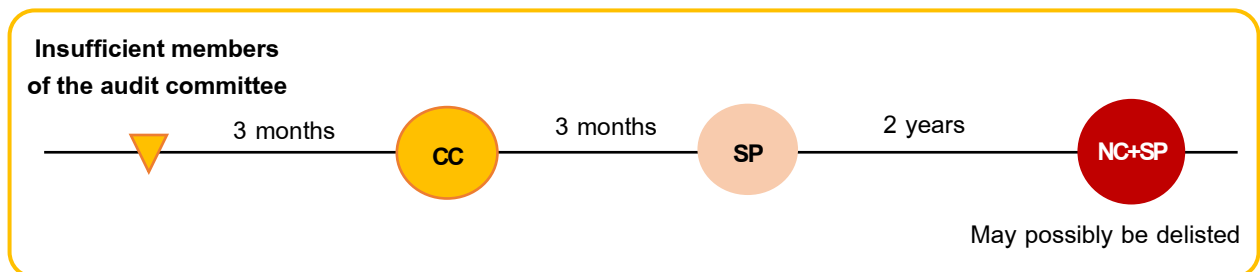 Insufficient members
of the audit committee
3 months
CC
3 months
SP
2 years
NC+SP
May possibly be delisted